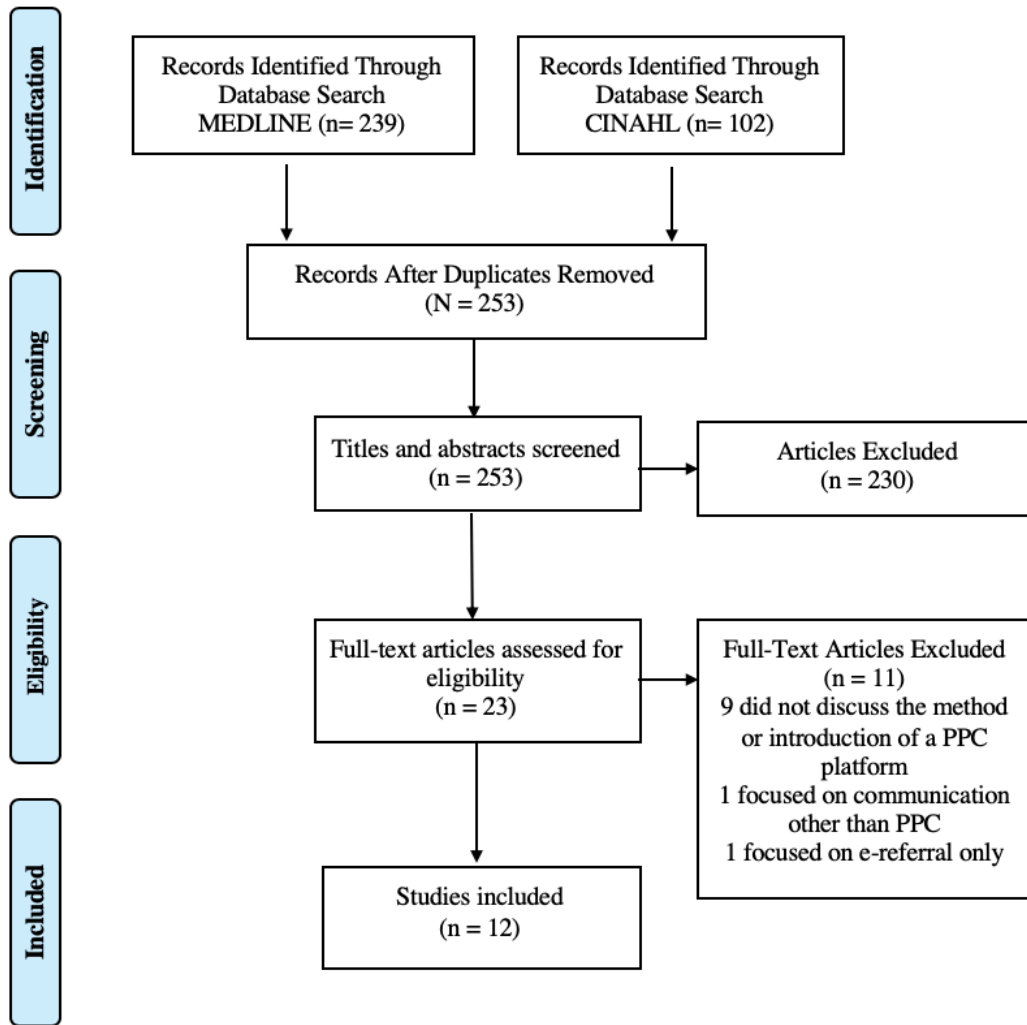 Identification
Records Identified Through
Database Search
MEDLINE (n= 239)
Records Identified Through
Database Search
CINAHL (n= 102)
Screening
Records After Duplicates Removed
(N = 253)
Titles and abstracts screened
(n = 253)
Articles Excluded
(n = 230)
Eligibility
Full-text articles assessed for
eligibility
(n = 23)
Full-Text Articles Excluded
(n = 11)
9 did not discuss the method
or introduction of a PPC
platform
1 focused on communication
other than PPC
1 focused on e-referral only
Included
Studies included
(n = 12)